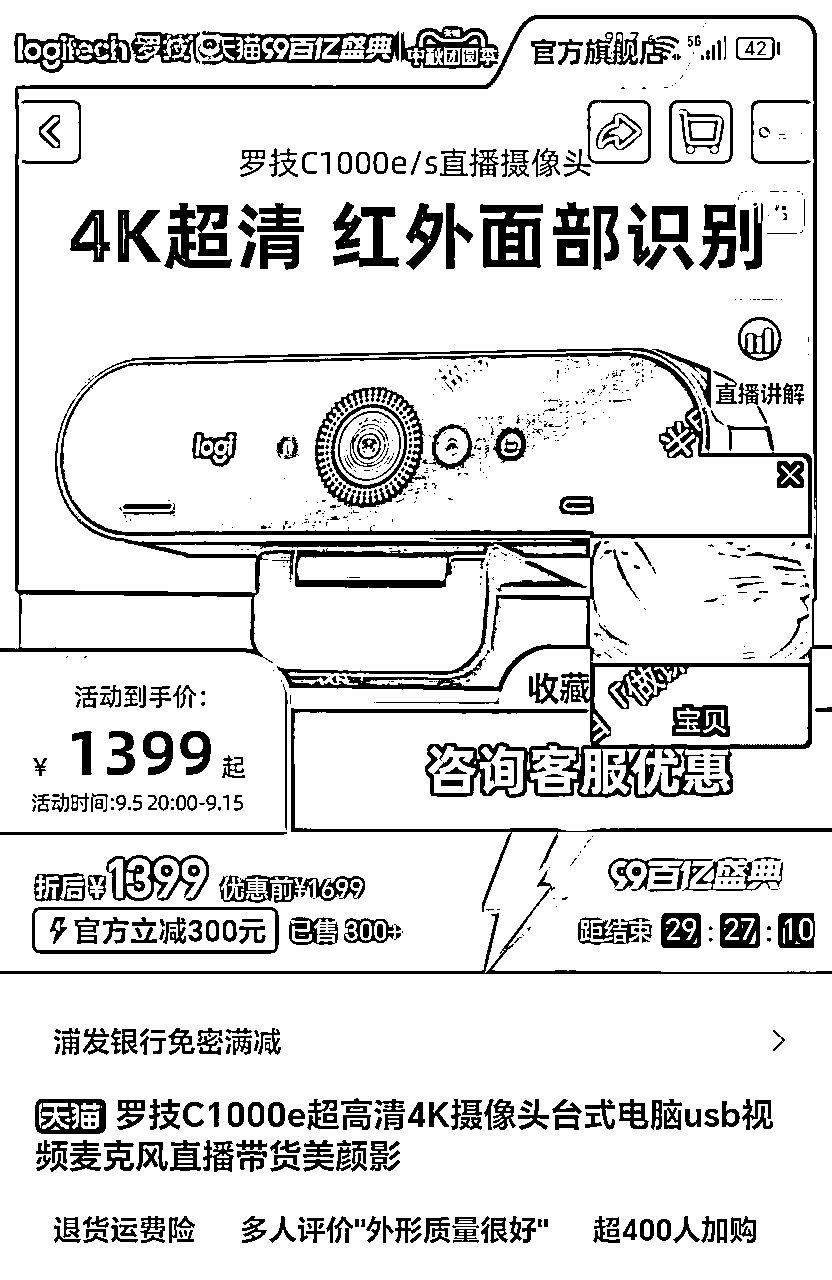 logitech 罗技 天猫99百亿盛典 中秋团圆季 官方旗舰店 5G 42
罗技C1000e/s直播摄像头
4K超清 红外面部识别
直播讲解
logi
收藏
宝贝
活动到手价:
¥ 1399 起
咨询客服优惠
活动时间:9.5 20:00-9.15
折后¥1399 优惠前¥1699
99百亿盛典
官方立减300元 已售 300+
距结束 29:27:10
浦发银行免密满减
天猫 罗技C1000e超高清4K摄像头台式电脑usb视
频麦克风直播带货美颜影
退货运费险 多人评价"外形质量很好" 超400人加购